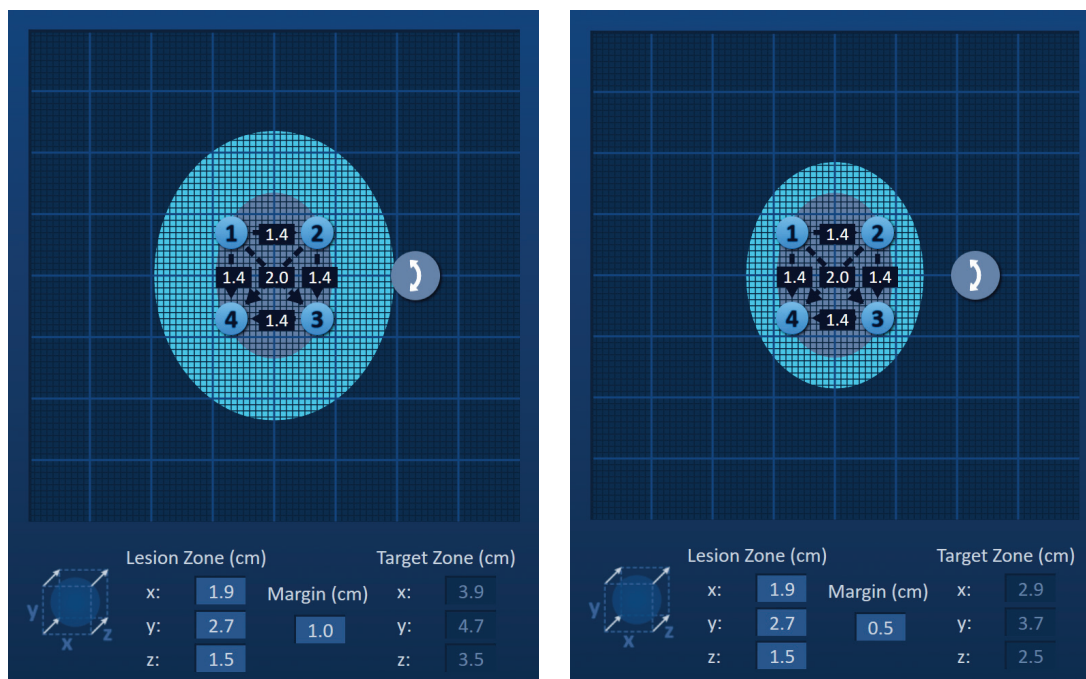 1 1.4 2
1.4 2.0 1.4
4 1.4 3
Lesion Zone (cm) Target Zone (cm)
x: 1.9 Margin (cm) x: 3.9
y: 2.7 1.0 y: 4.7
z: 1.5 z: 3.5
y x z
1 1.4 2
1.4 2.0 1.4
4 1.4 3
Lesion Zone (cm) Target Zone (cm)
x: 1.9 Margin (cm) x: 2.9
y: 2.7 0.5 y: 3.7
z: 1.5 z: 2.5
y x z